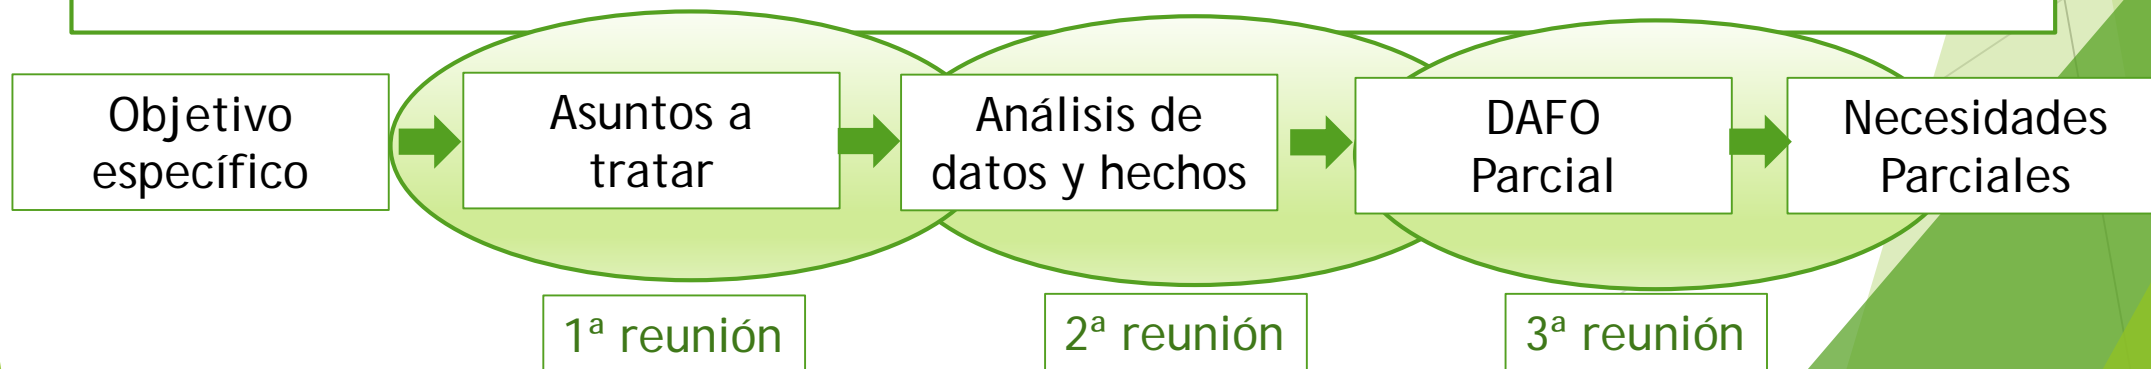 Objetivo
específico
Asuntos a
tratar
Análisis de
datos y hechos
DAFO
Parcial
Necesidades
Parciales
1ª reunión
2ª reunión
3ª reunión